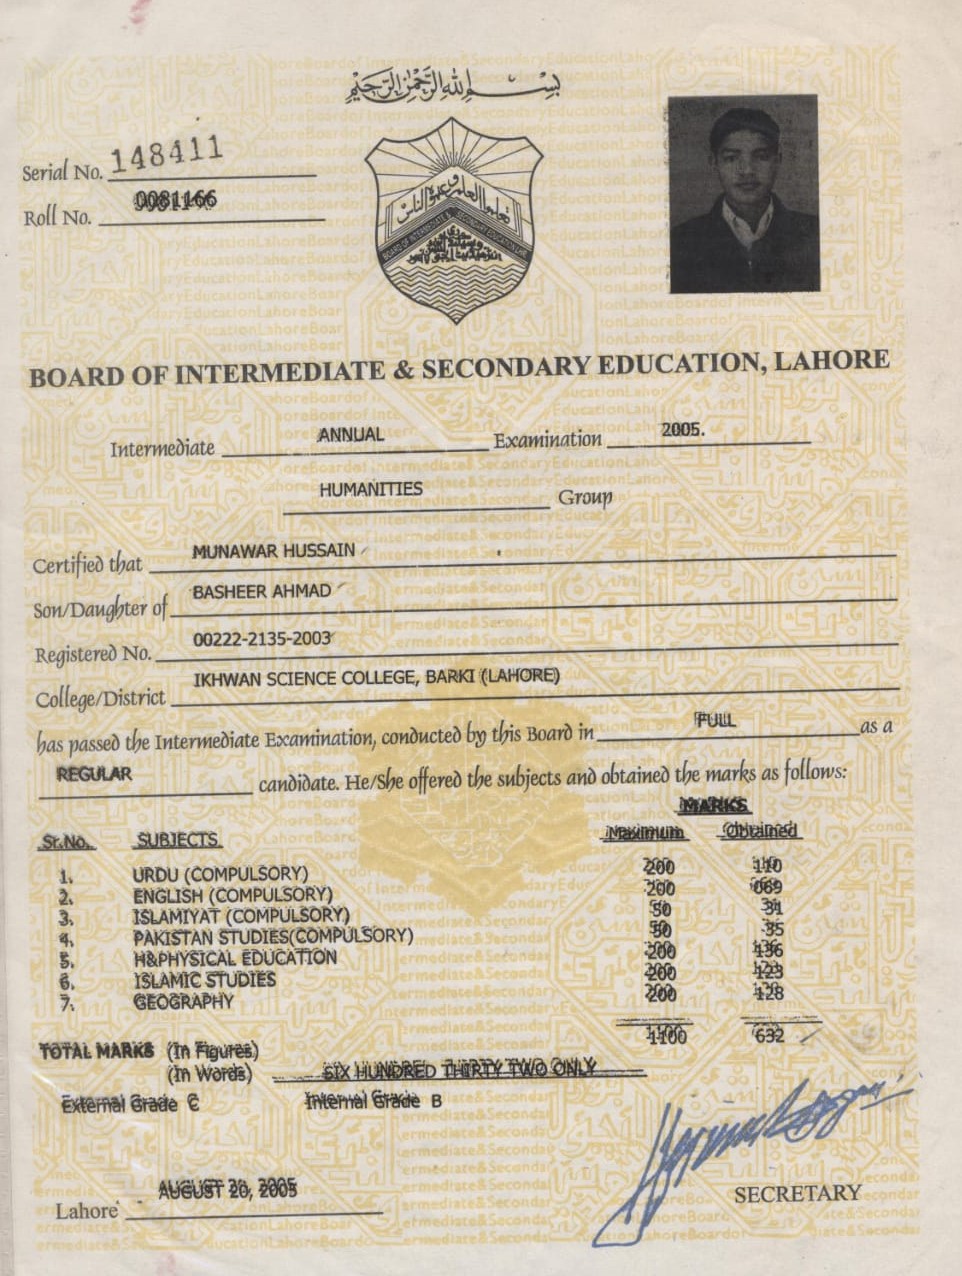 بسم الله الرحمن الرحيم
Serial No. 148411
Roll No. 0081166
تعلموا العلم وعلموه الناس
BOARD OF INTERMEDIATE & SECONDARY EDUCATION, LAHORE
Intermediate ANNUAL Examination 2005.
HUMANITIES Group
Certified that MUNAWAR HUSSAIN
Son/Daughter of BASHEER AHMAD
Registered No. 00222-2135-2003
College/District IKHWAN SCIENCE COLLEGE, BARKI (LAHORE)
has passed the Intermediate Examination, conducted by this Board in FULL as a
REGULAR candidate. He/She offered the subjects and obtained the marks as follows:
MARKS
Sr.No. SUBJECTS Maximum Obtained
1. URDU (COMPULSORY) 200 110
2. ENGLISH (COMPULSORY) 200 069
3. ISLAMIYAT (COMPULSORY) 50 31
4. PAKISTAN STUDIES(COMPULSORY) 50 35
5. H&PHYSICAL EDUCATION 200 136
6. ISLAMIC STUDIES 200 123
7. GEOGRAPHY 200 128
TOTAL MARKS (In Figures) 1100 632
(In Words) SIX HUNDRED THIRTY TWO ONLY
External Grade C Internal Grade B
Lahore AUGUST 20, 2005
SECRETARY